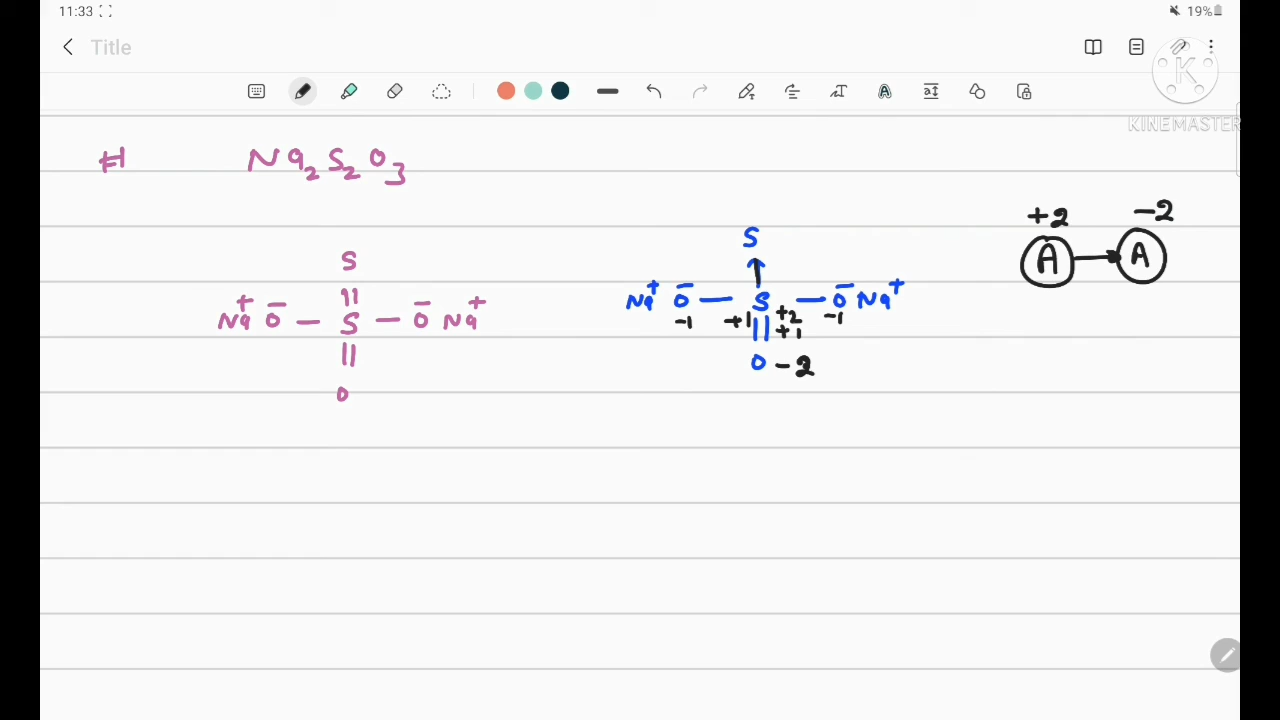 11:33
19%
Title
K
KINEMASTER
# Na2S2O3
+2 -2
A → A
S
||
Na+ O- — S — O- Na+
||
O
S
↑
Na+ O- — S — O- Na+
-1 +1 +2 -1
+1
||
O -2